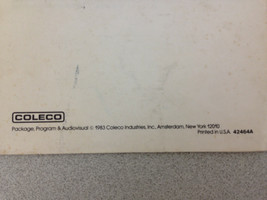 COLECO
Package, Program & Audiovisual © 1983 Coleco Industries, Inc. Amsterdam, New York 12010
Printed in U.S.A. 42464A